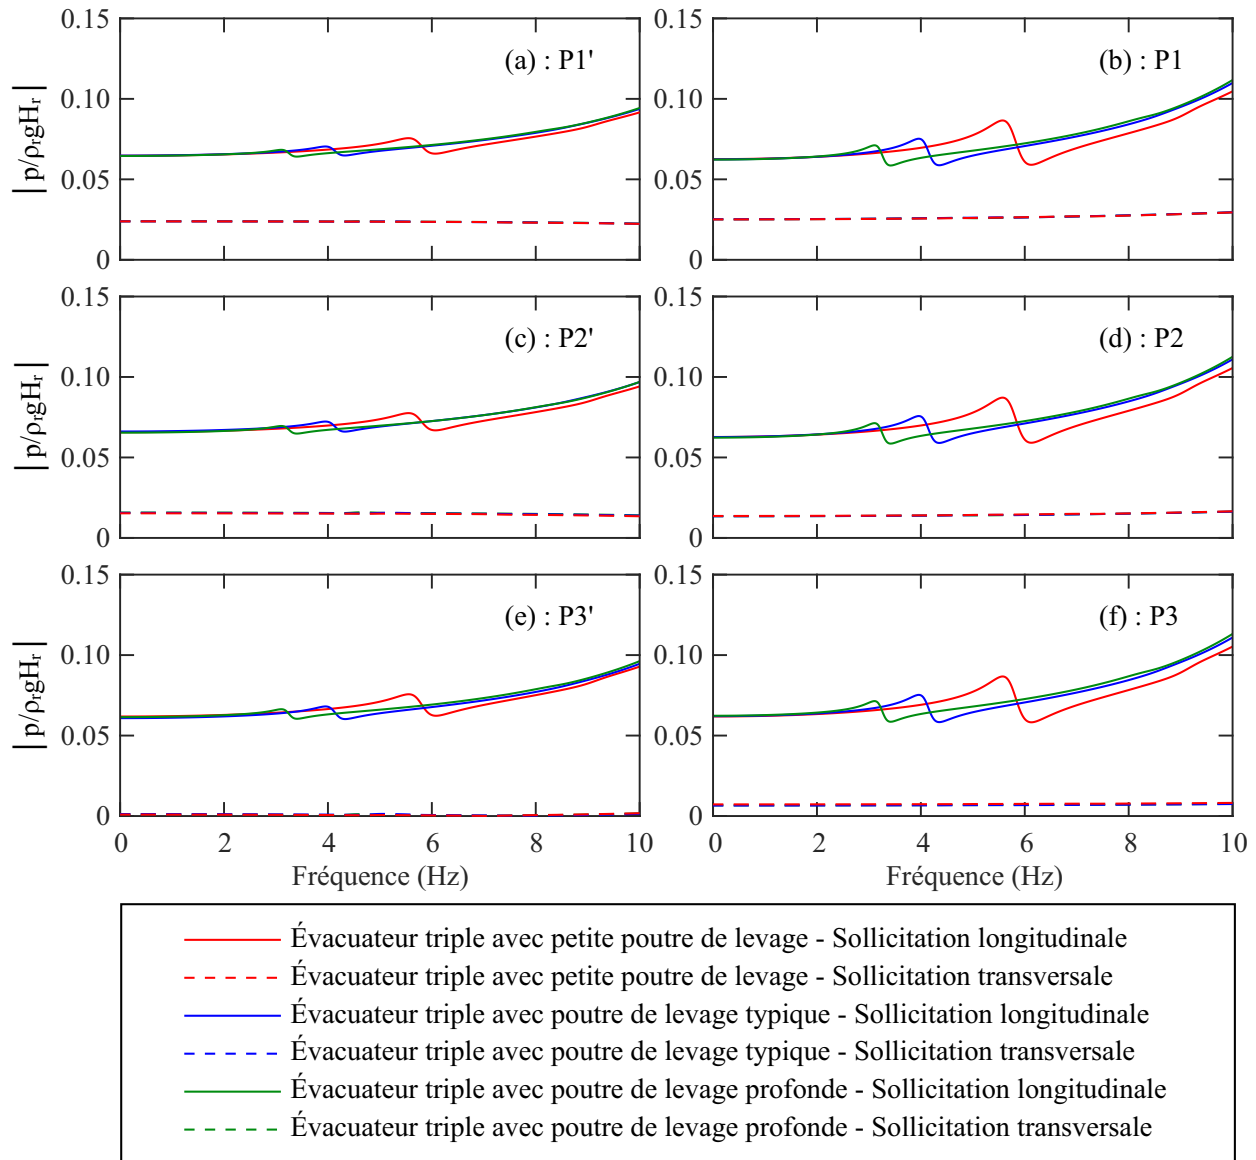 0.15
0.10
0.05
0
|p/ρrgHr|
(a) : P1'
0.15
0.10
0.05
0
(b) : P1
0.15
0.10
0.05
0
|p/ρrgHr|
(c) : P2'
0.15
0.10
0.05
0
(d) : P2
0.15
0.10
0.05
0
|p/ρrgHr|
(e) : P3'
0 2 4 6 8 10
Fréquence (Hz)
0.15
0.10
0.05
0
(f) : P3
0 2 4 6 8 10
Fréquence (Hz)
Évacuateur triple avec petite poutre de levage - Sollicitation longitudinale
Évacuateur triple avec petite poutre de levage - Sollicitation transversale
Évacuateur triple avec poutre de levage typique - Sollicitation longitudinale
Évacuateur triple avec poutre de levage typique - Sollicitation transversale
Évacuateur triple avec poutre de levage profonde - Sollicitation longitudinale
Évacuateur triple avec poutre de levage profonde - Sollicitation transversale